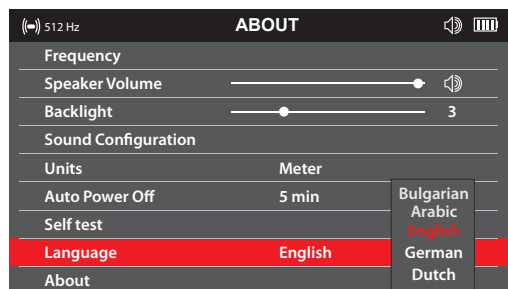 512 Hz ABOUT
Frequency
Speaker Volume
Backlight 3
Sound Configuration
Units Meter
Auto Power Off 5 min
Self test
Language English
About
Bulgarian
Arabic
English
German
Dutch